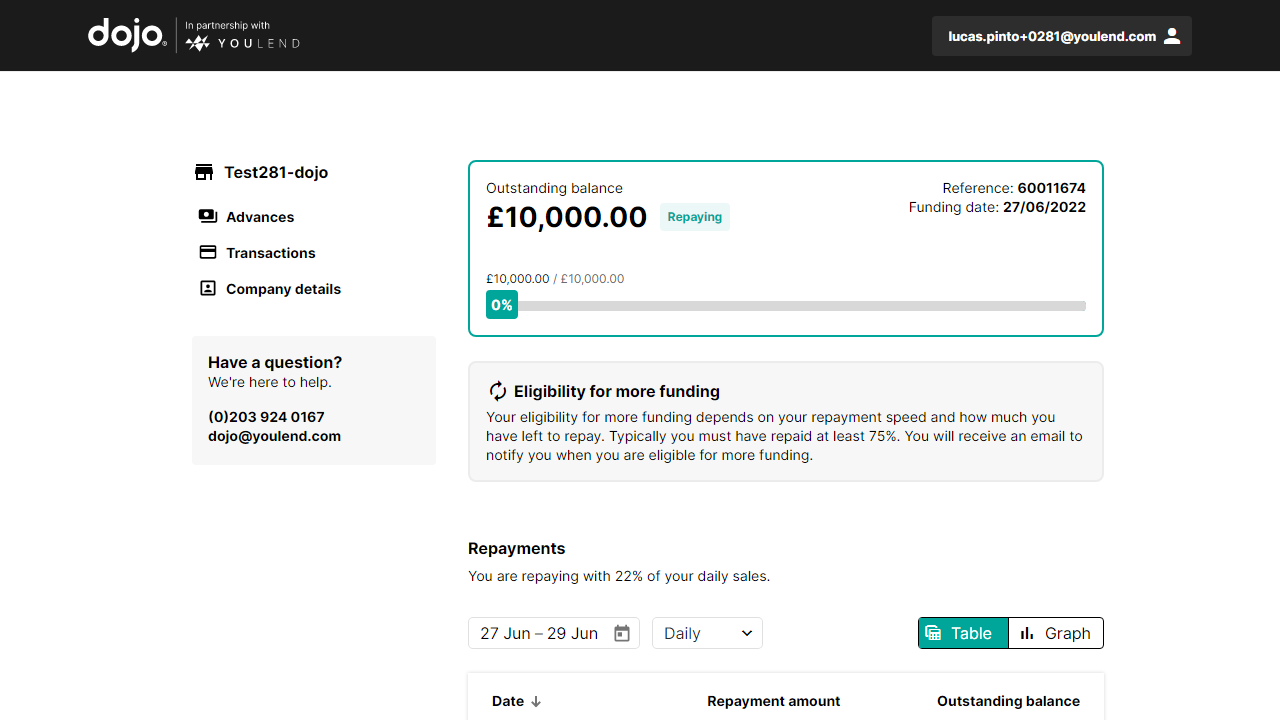 dojo
In partnership with
YOULEND
lucas.pinto+0281@youlend.com
Test281-dojo
Advances
Transactions
Company details
Have a question?
We're here to help.
(0)203 924 0167
dojo@youlend.com
Outstanding balance
£10,000.00 Repaying
Reference: 60011674
Funding date: 27/06/2022
£10,000.00 / £10,000.00
0%
Eligibility for more funding
Your eligibility for more funding depends on your repayment speed and how much you
have left to repay. Typically you must have repaid at least 75%. You will receive an email to
notify you when you are eligible for more funding.
Repayments
You are repaying with 22% of your daily sales.
27 Jun – 29 Jun Daily Table Graph
Date Repayment amount Outstanding balance